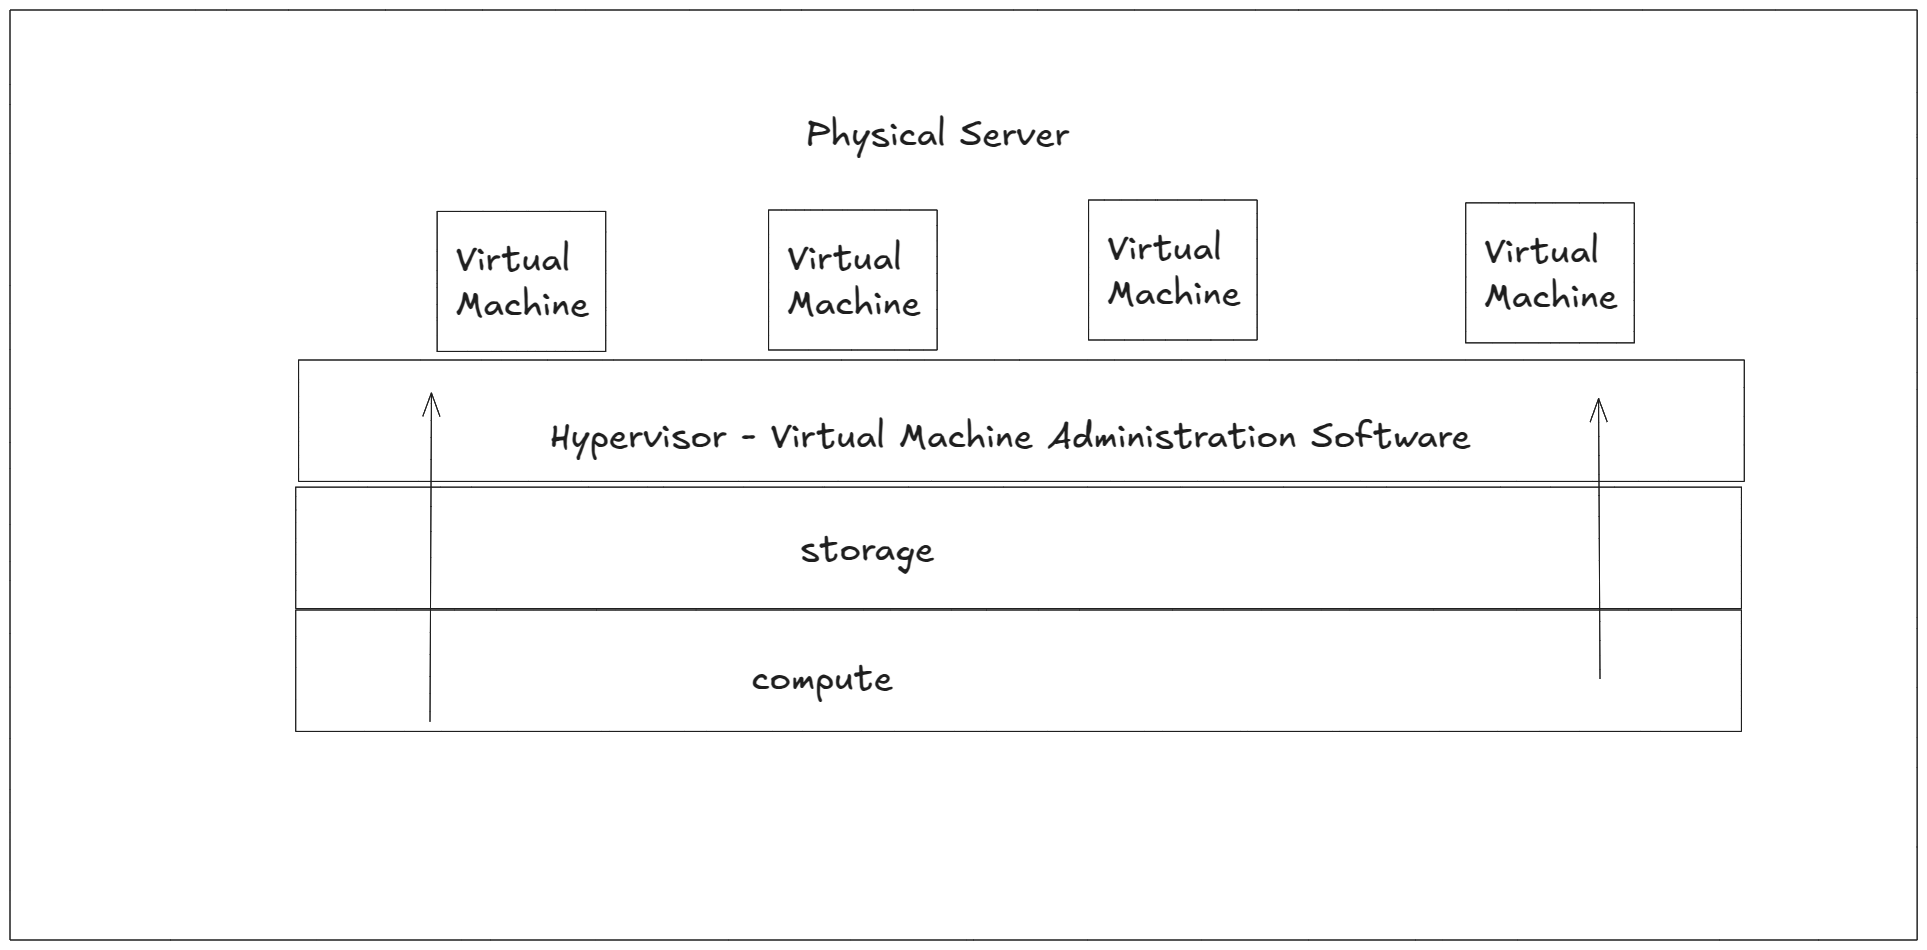 Physical Server
Virtual
Machine
Virtual
Machine
Virtual
Machine
Virtual
Machine
Hypervisor - Virtual Machine Administration Software
storage
compute